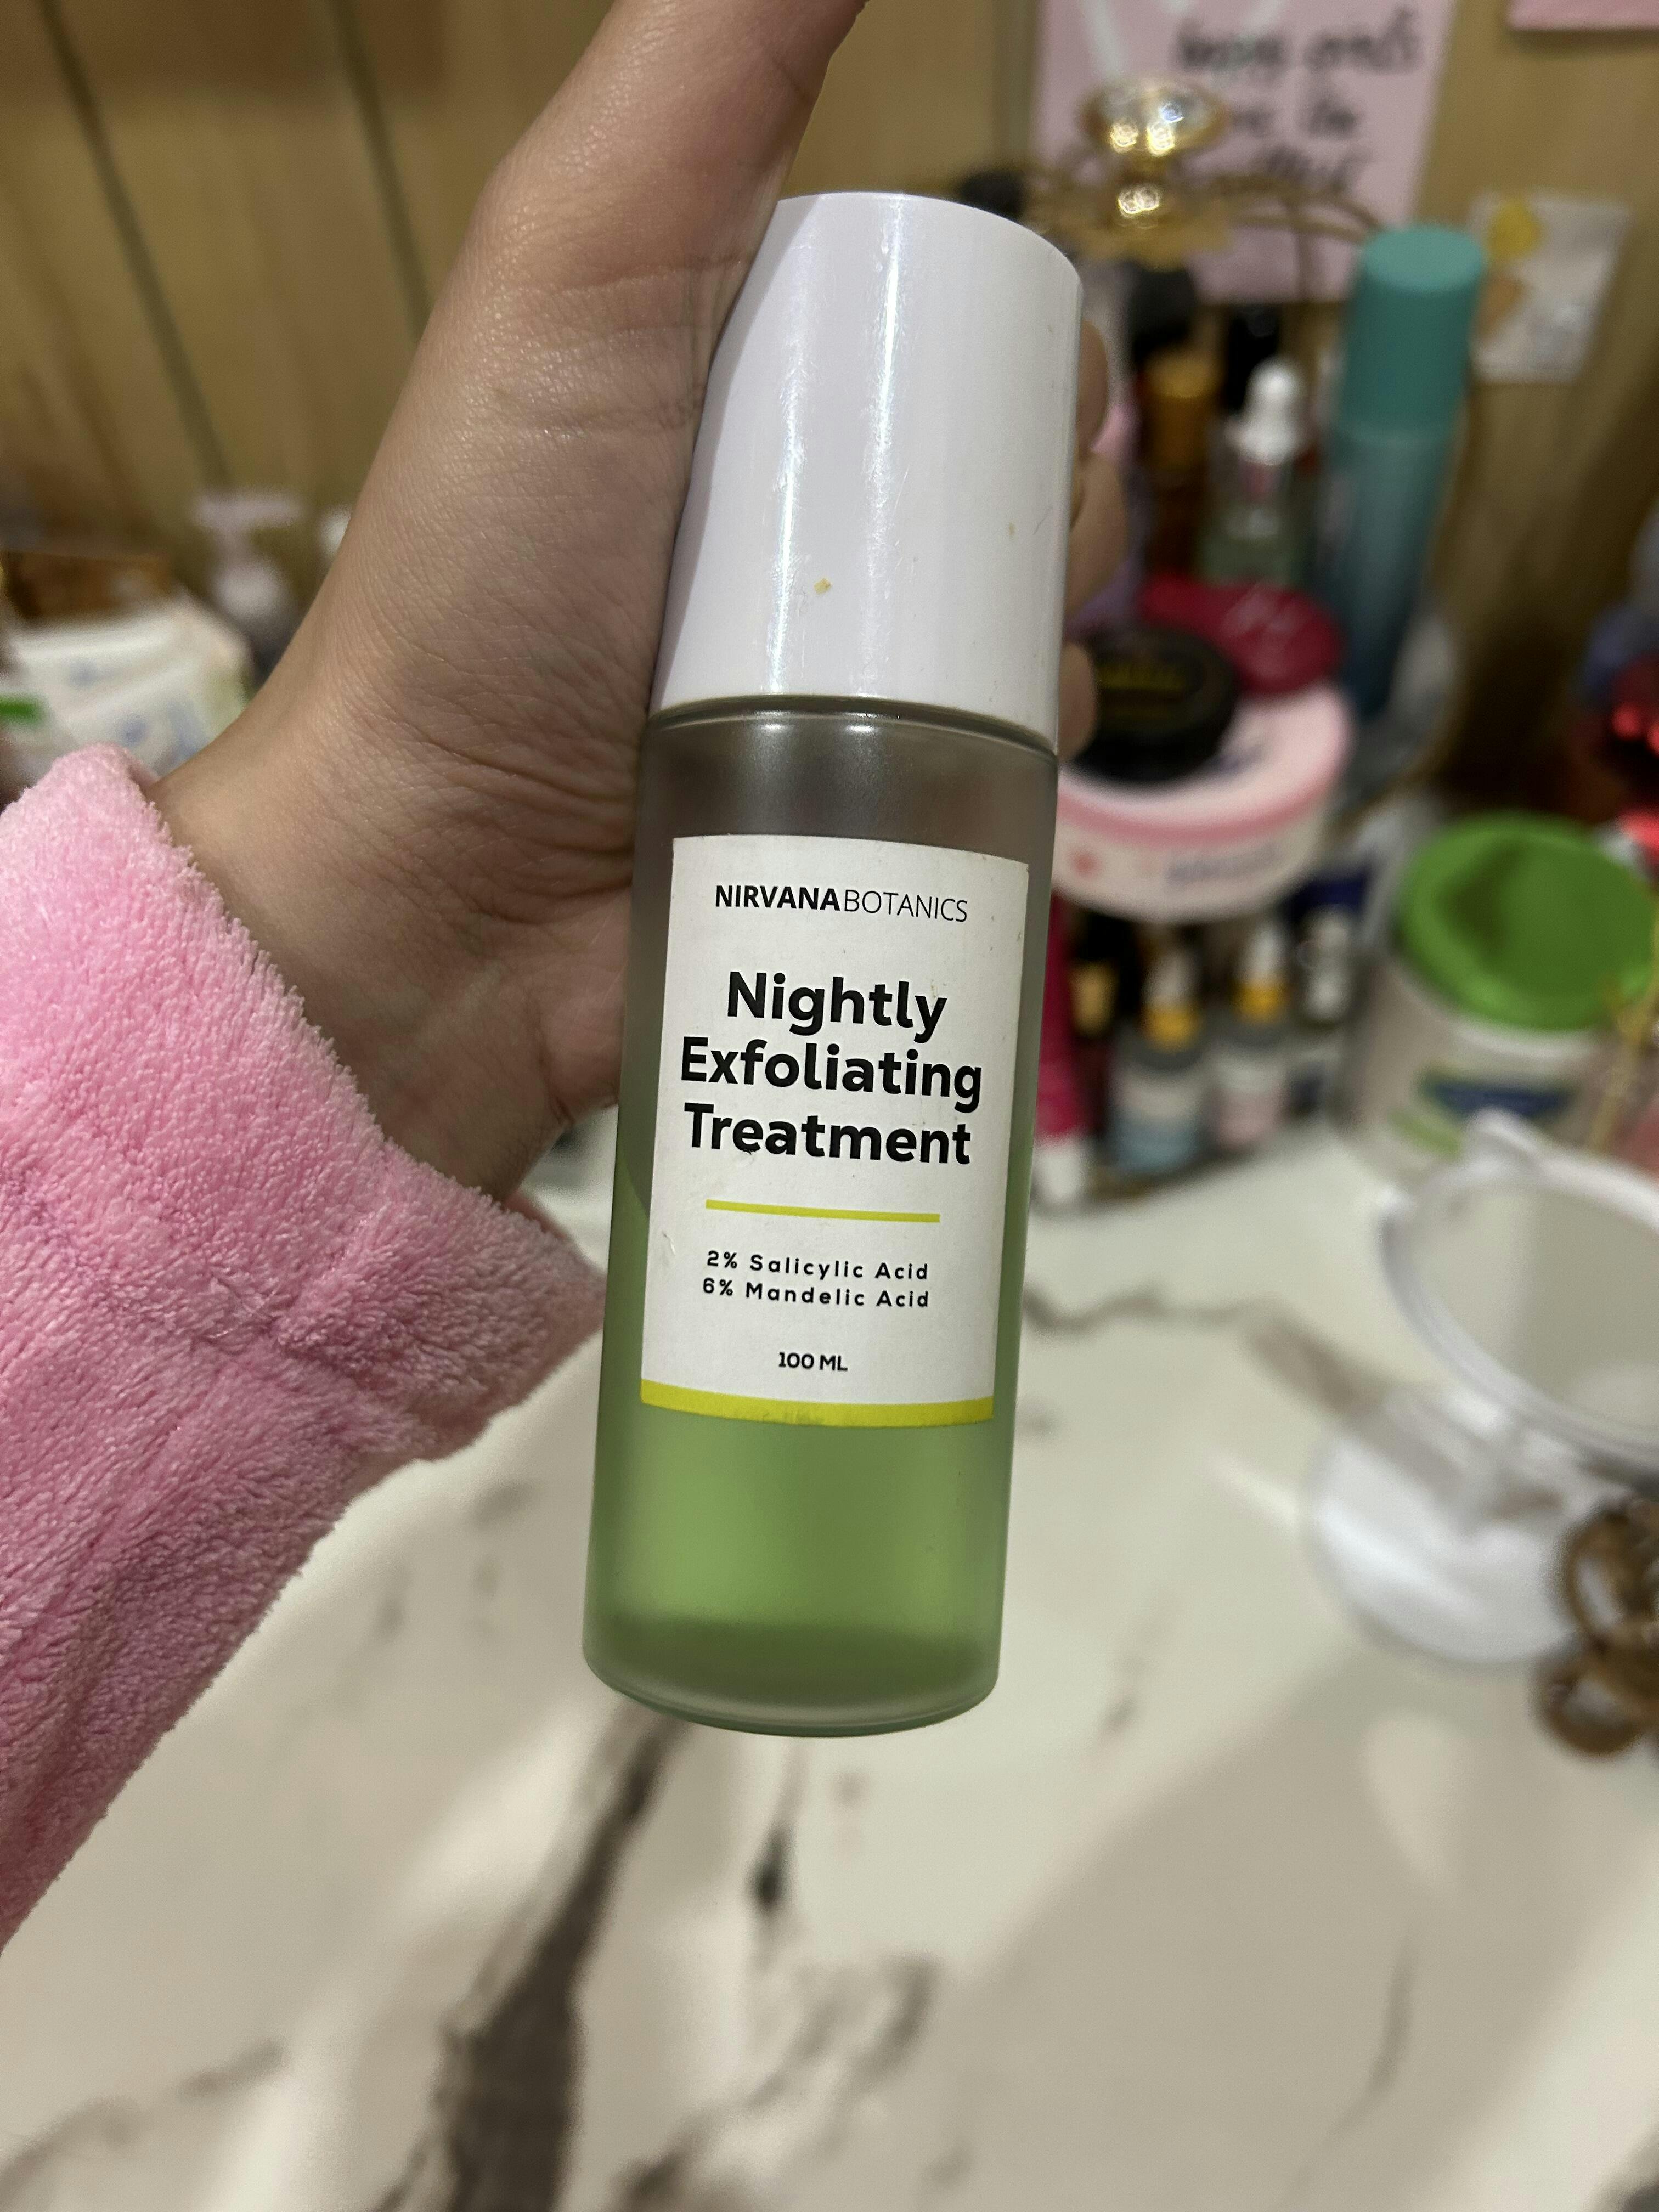 NIRVANABOTANICS
Nightly
Exfoliating
Treatment
2% Salicylic Acid
6% Mandelic Acid
100 ML